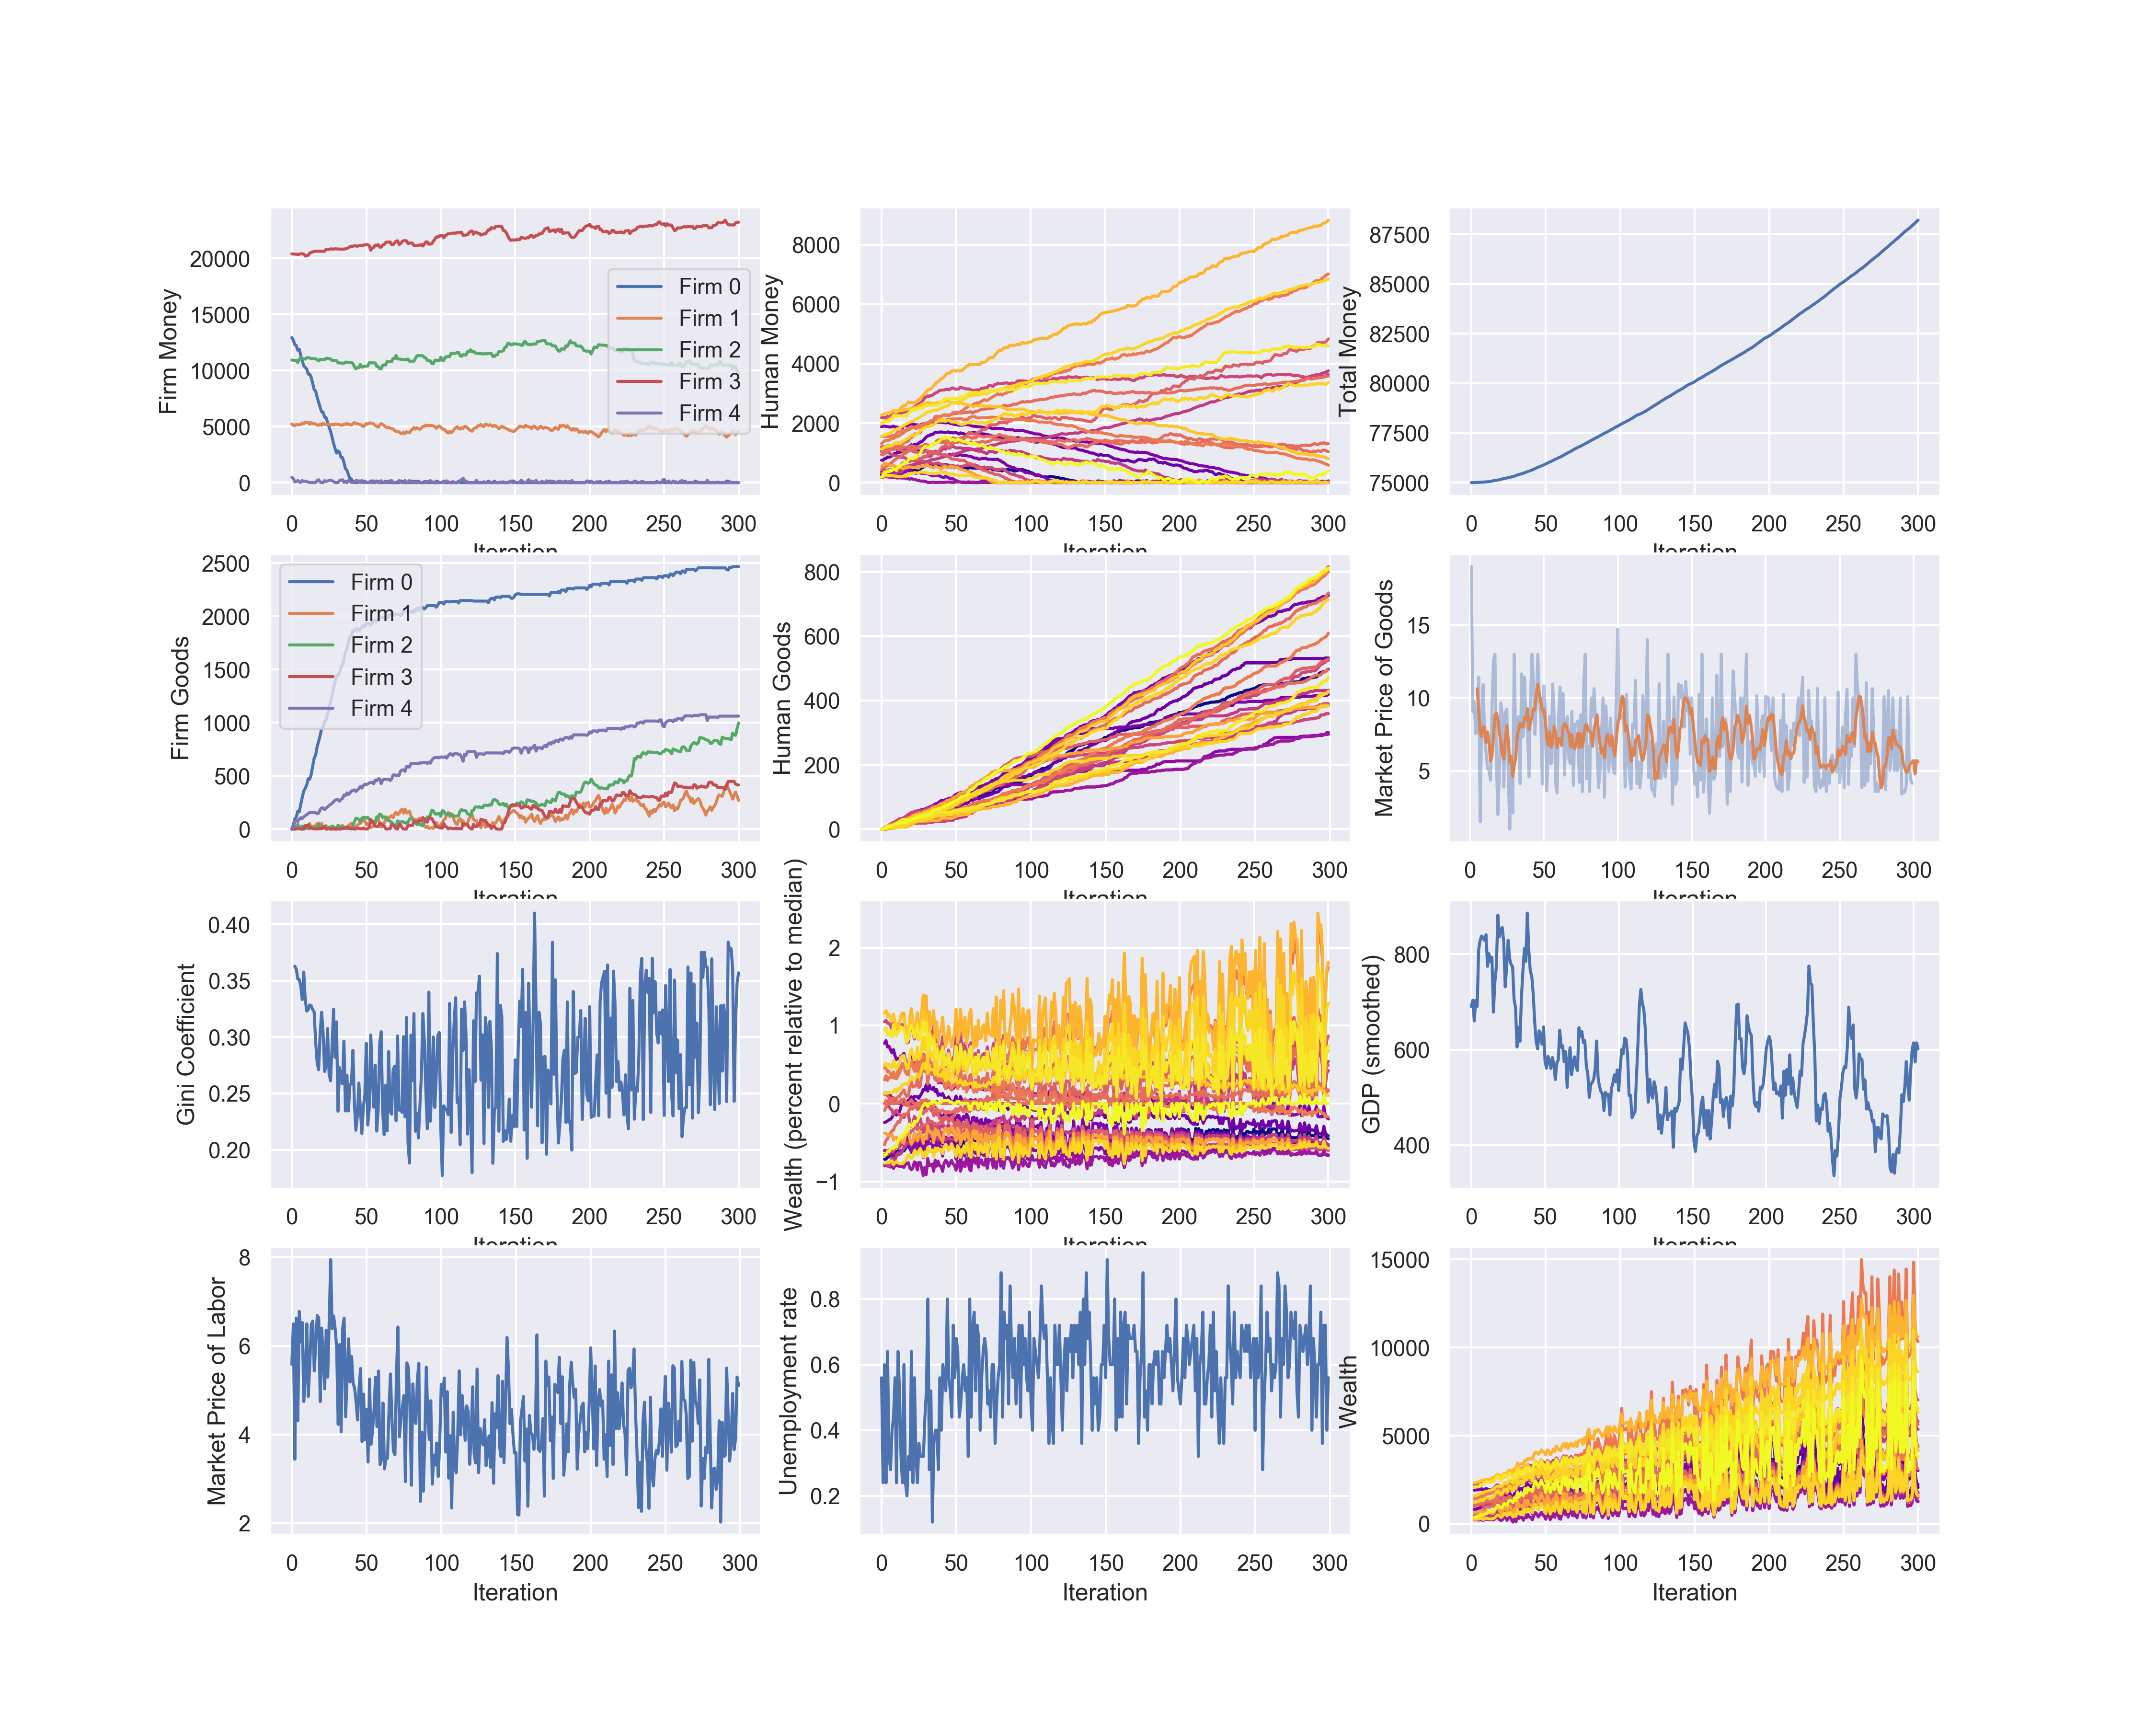 Firm Money
20000
15000
10000
5000
0
Firm 0
Firm 1
Firm 2
Firm 3
Firm 4
0 50 100 150 200 250 300
Iteration
Human Money
8000
6000
4000
2000
0
0 50 100 150 200 250 300
Iteration
Total Money
87500
85000
82500
80000
77500
75000
0 50 100 150 200 250 300
Iteration
Firm Goods
2500
2000
1500
1000
500
0
Firm 0
Firm 1
Firm 2
Firm 3
Firm 4
0 50 100 150 200 250 300
Iteration
Human Goods
800
600
400
200
0
0 50 100 150 200 250 300
Iteration
Market Price of Goods
15
10
5
0 50 100 150 200 250 300
Iteration
Gini Coefficient
0.40
0.35
0.30
0.25
0.20
0 50 100 150 200 250 300
Iteration
Wealth (percent relative to median)
2
1
0
−1
0 50 100 150 200 250 300
Iteration
GDP (smoothed)
800
600
400
0 50 100 150 200 250 300
Iteration
Market Price of Labor
8
6
4
2
0 50 100 150 200 250 300
Iteration
Unemployment rate
0.8
0.6
0.4
0.2
0 50 100 150 200 250 300
Iteration
Wealth
15000
10000
5000
0
0 50 100 150 200 250 300
Iteration